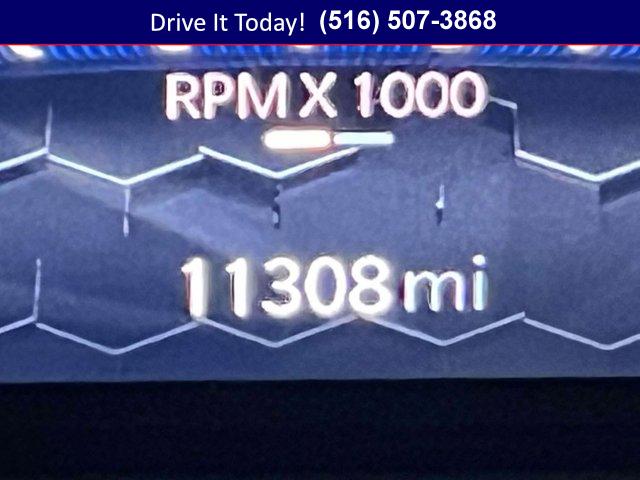 Drive It Today! (516) 507-3868
RPM X 1000
11308 mi